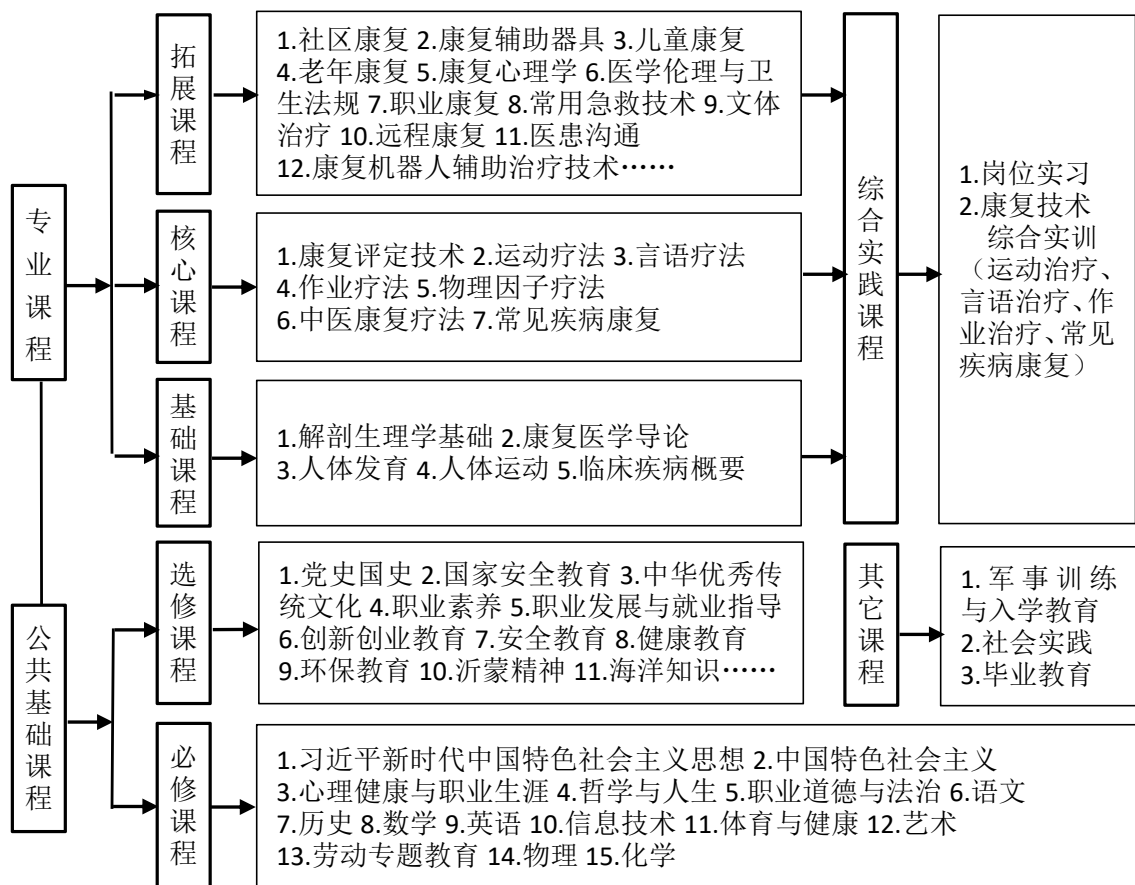 专业课程
拓展课程
1.社区康复 2.康复辅助器具 3.儿童康复
4.老年康复 5.康复心理学 6.医学伦理与卫
生法规 7.职业康复 8.常用急救技术 9.文体
治疗 10.远程康复 11.医患沟通
12.康复机器人辅助治疗技术……
核心课程
1.康复评定技术 2.运动疗法 3.言语疗法
4.作业疗法 5.物理因子疗法
6.中医康复疗法 7.常见疾病康复
基础课程
1.解剖生理学基础 2.康复医学导论
3.人体发育 4.人体运动 5.临床疾病概要
综合实践课程
1.岗位实习
2.康复技术
综合实训
（运动治疗、
言语治疗、作
业治疗、常见
疾病康复）
公共基础课程
选修课程
1.党史国史 2.国家安全教育 3.中华优秀传
统文化 4.职业素养 5.职业发展与就业指导
6.创新创业教育 7.安全教育 8.健康教育
9.环保教育 10.沂蒙精神 11.海洋知识……
其它课程
1.军事训练
与入学教育
2.社会实践
3.毕业教育
必修课程
1.习近平新时代中国特色社会主义思想 2.中国特色社会主义
3.心理健康与职业生涯 4.哲学与人生 5.职业道德与法治 6.语文
7.历史 8.数学 9.英语 10.信息技术 11.体育与健康 12.艺术
13.劳动专题教育 14.物理 15.化学